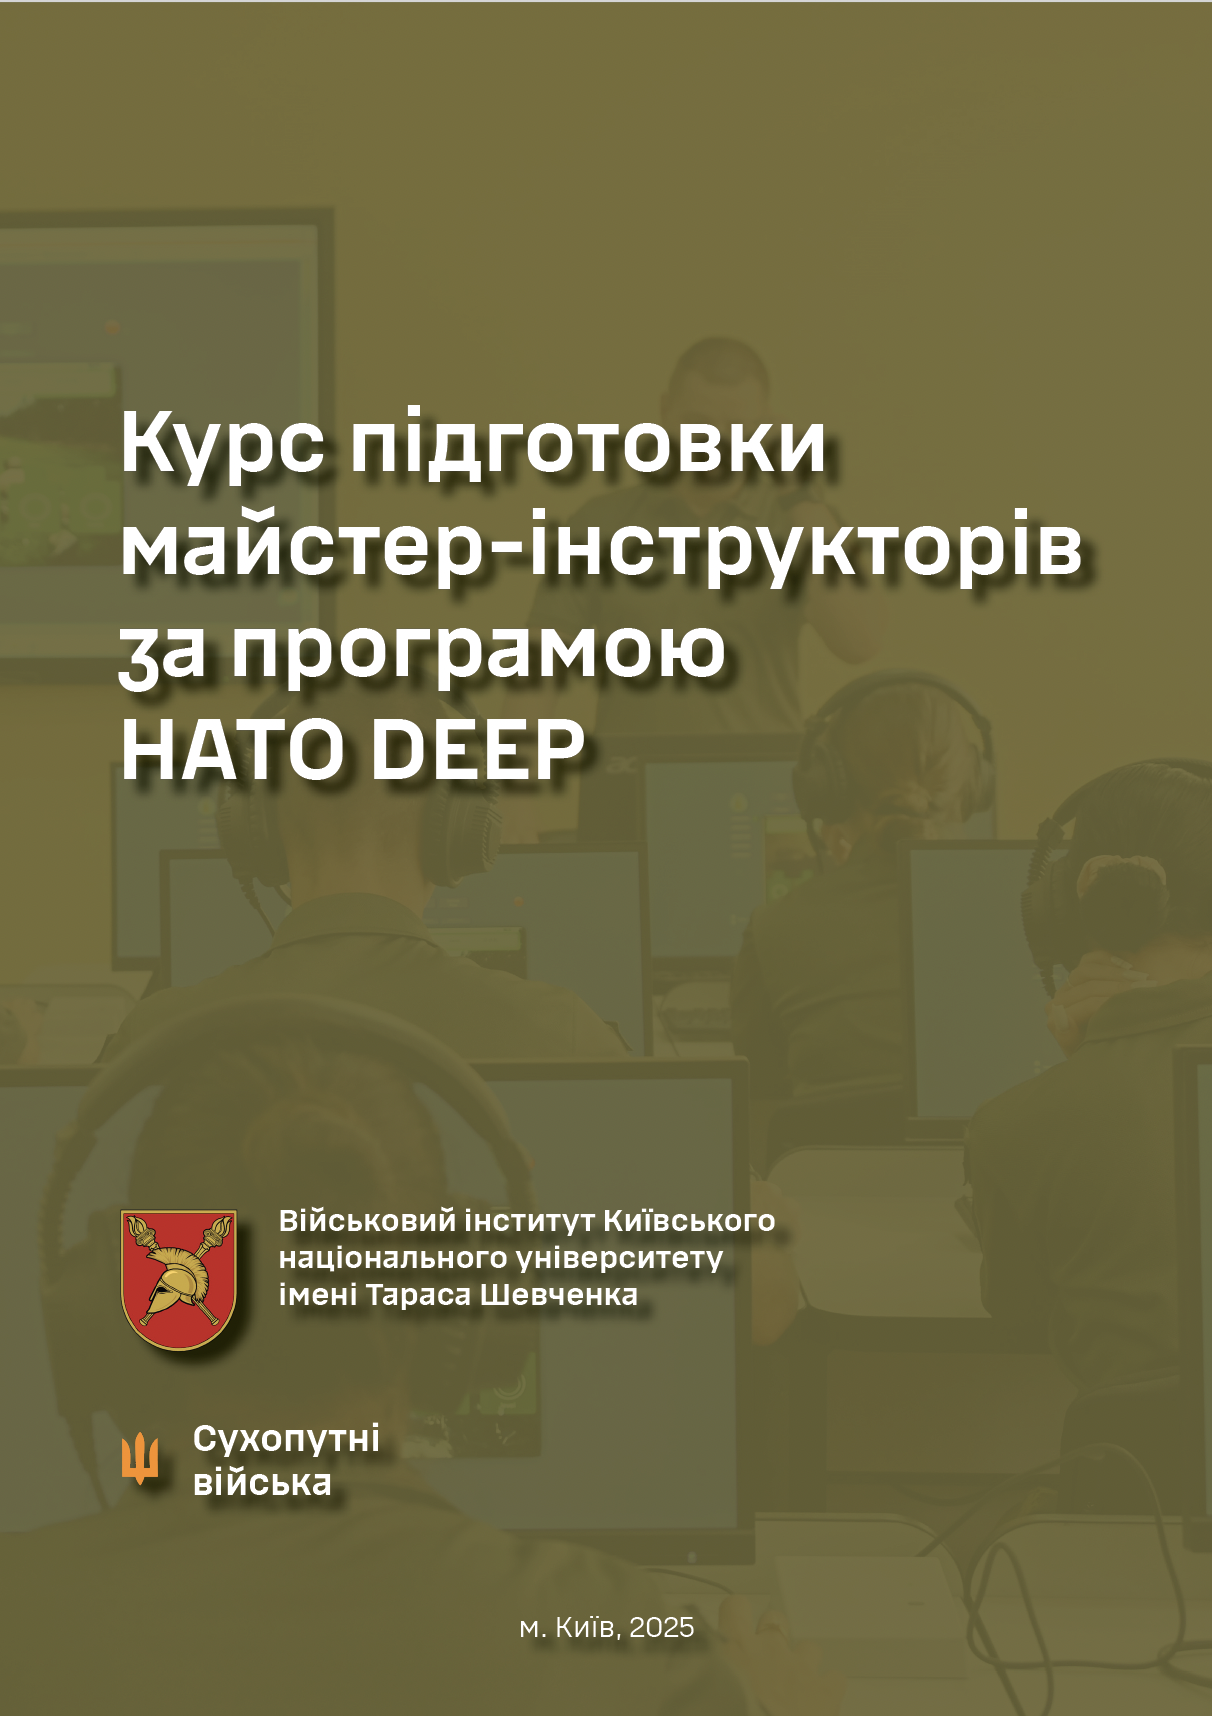 Курс підготовки
майстер-інструкторів
за програмою
НАТО DEEP
Військовий інститут Київського
національного університету
імені Тараса Шевченка
Сухопутні
війська
м. Київ, 2025